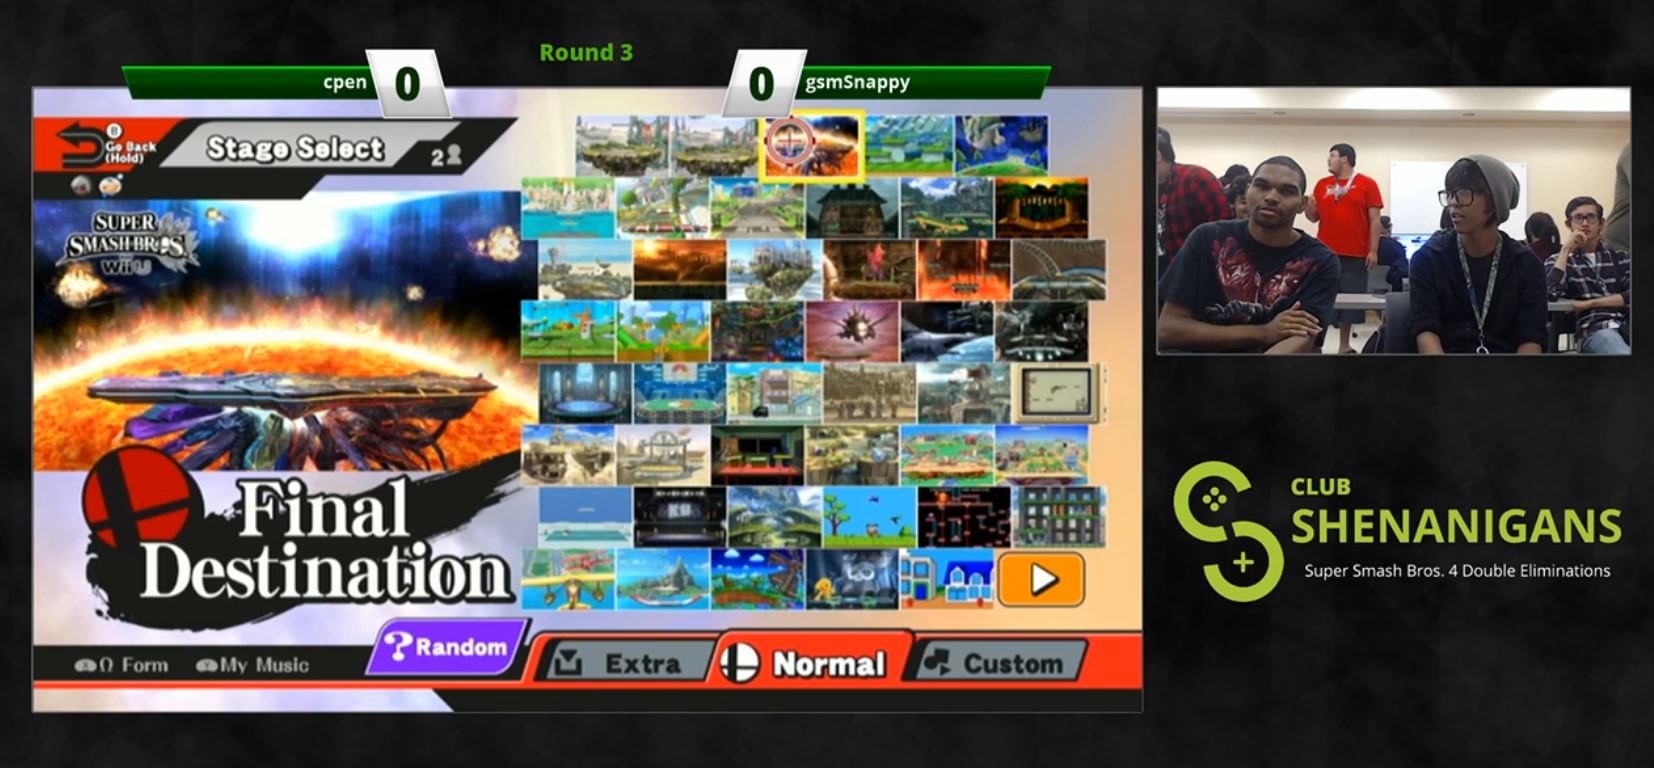 Round 3
cpen 0
0 gsmSnappy
B
Go Back
(Hold)
Stage Select
2
SUPER
SMASH BROS.
Wii U
Final
Destination
? Random
Ω Form
My Music
Extra
Normal
Custom
CLUB
SHENANIGANS
Super Smash Bros. 4 Double Eliminations